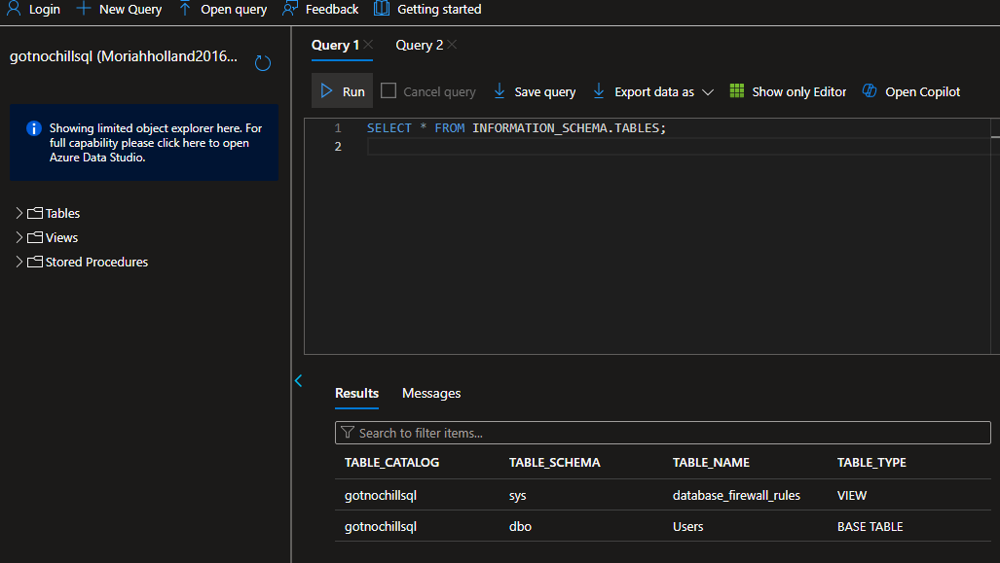 Login New Query Open query Feedback Getting started
gotnochillsql (Moriahholland2016...
Showing limited object explorer here. For
full capability please click here to open
Azure Data Studio.
Tables
Views
Stored Procedures
Query 1 Query 2
Run Cancel query Save query Export data as Show only Editor Open Copilot
1 SELECT * FROM INFORMATION_SCHEMA.TABLES;
2
Results Messages
Search to filter items...
TABLE_CATALOG TABLE_SCHEMA TABLE_NAME TABLE_TYPE
gotnochillsql sys database_firewall_rules VIEW
gotnochillsql dbo Users BASE TABLE